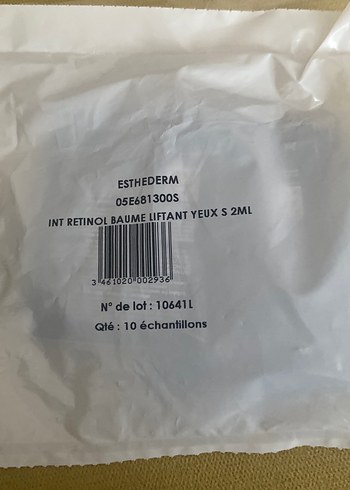 ESTHEDERM
05E681300S
INT RETINOL BAUME LIFTANT YEUX S 2ML
3 461020 002936
N° de lot : 10641L
Qté : 10 échantillons